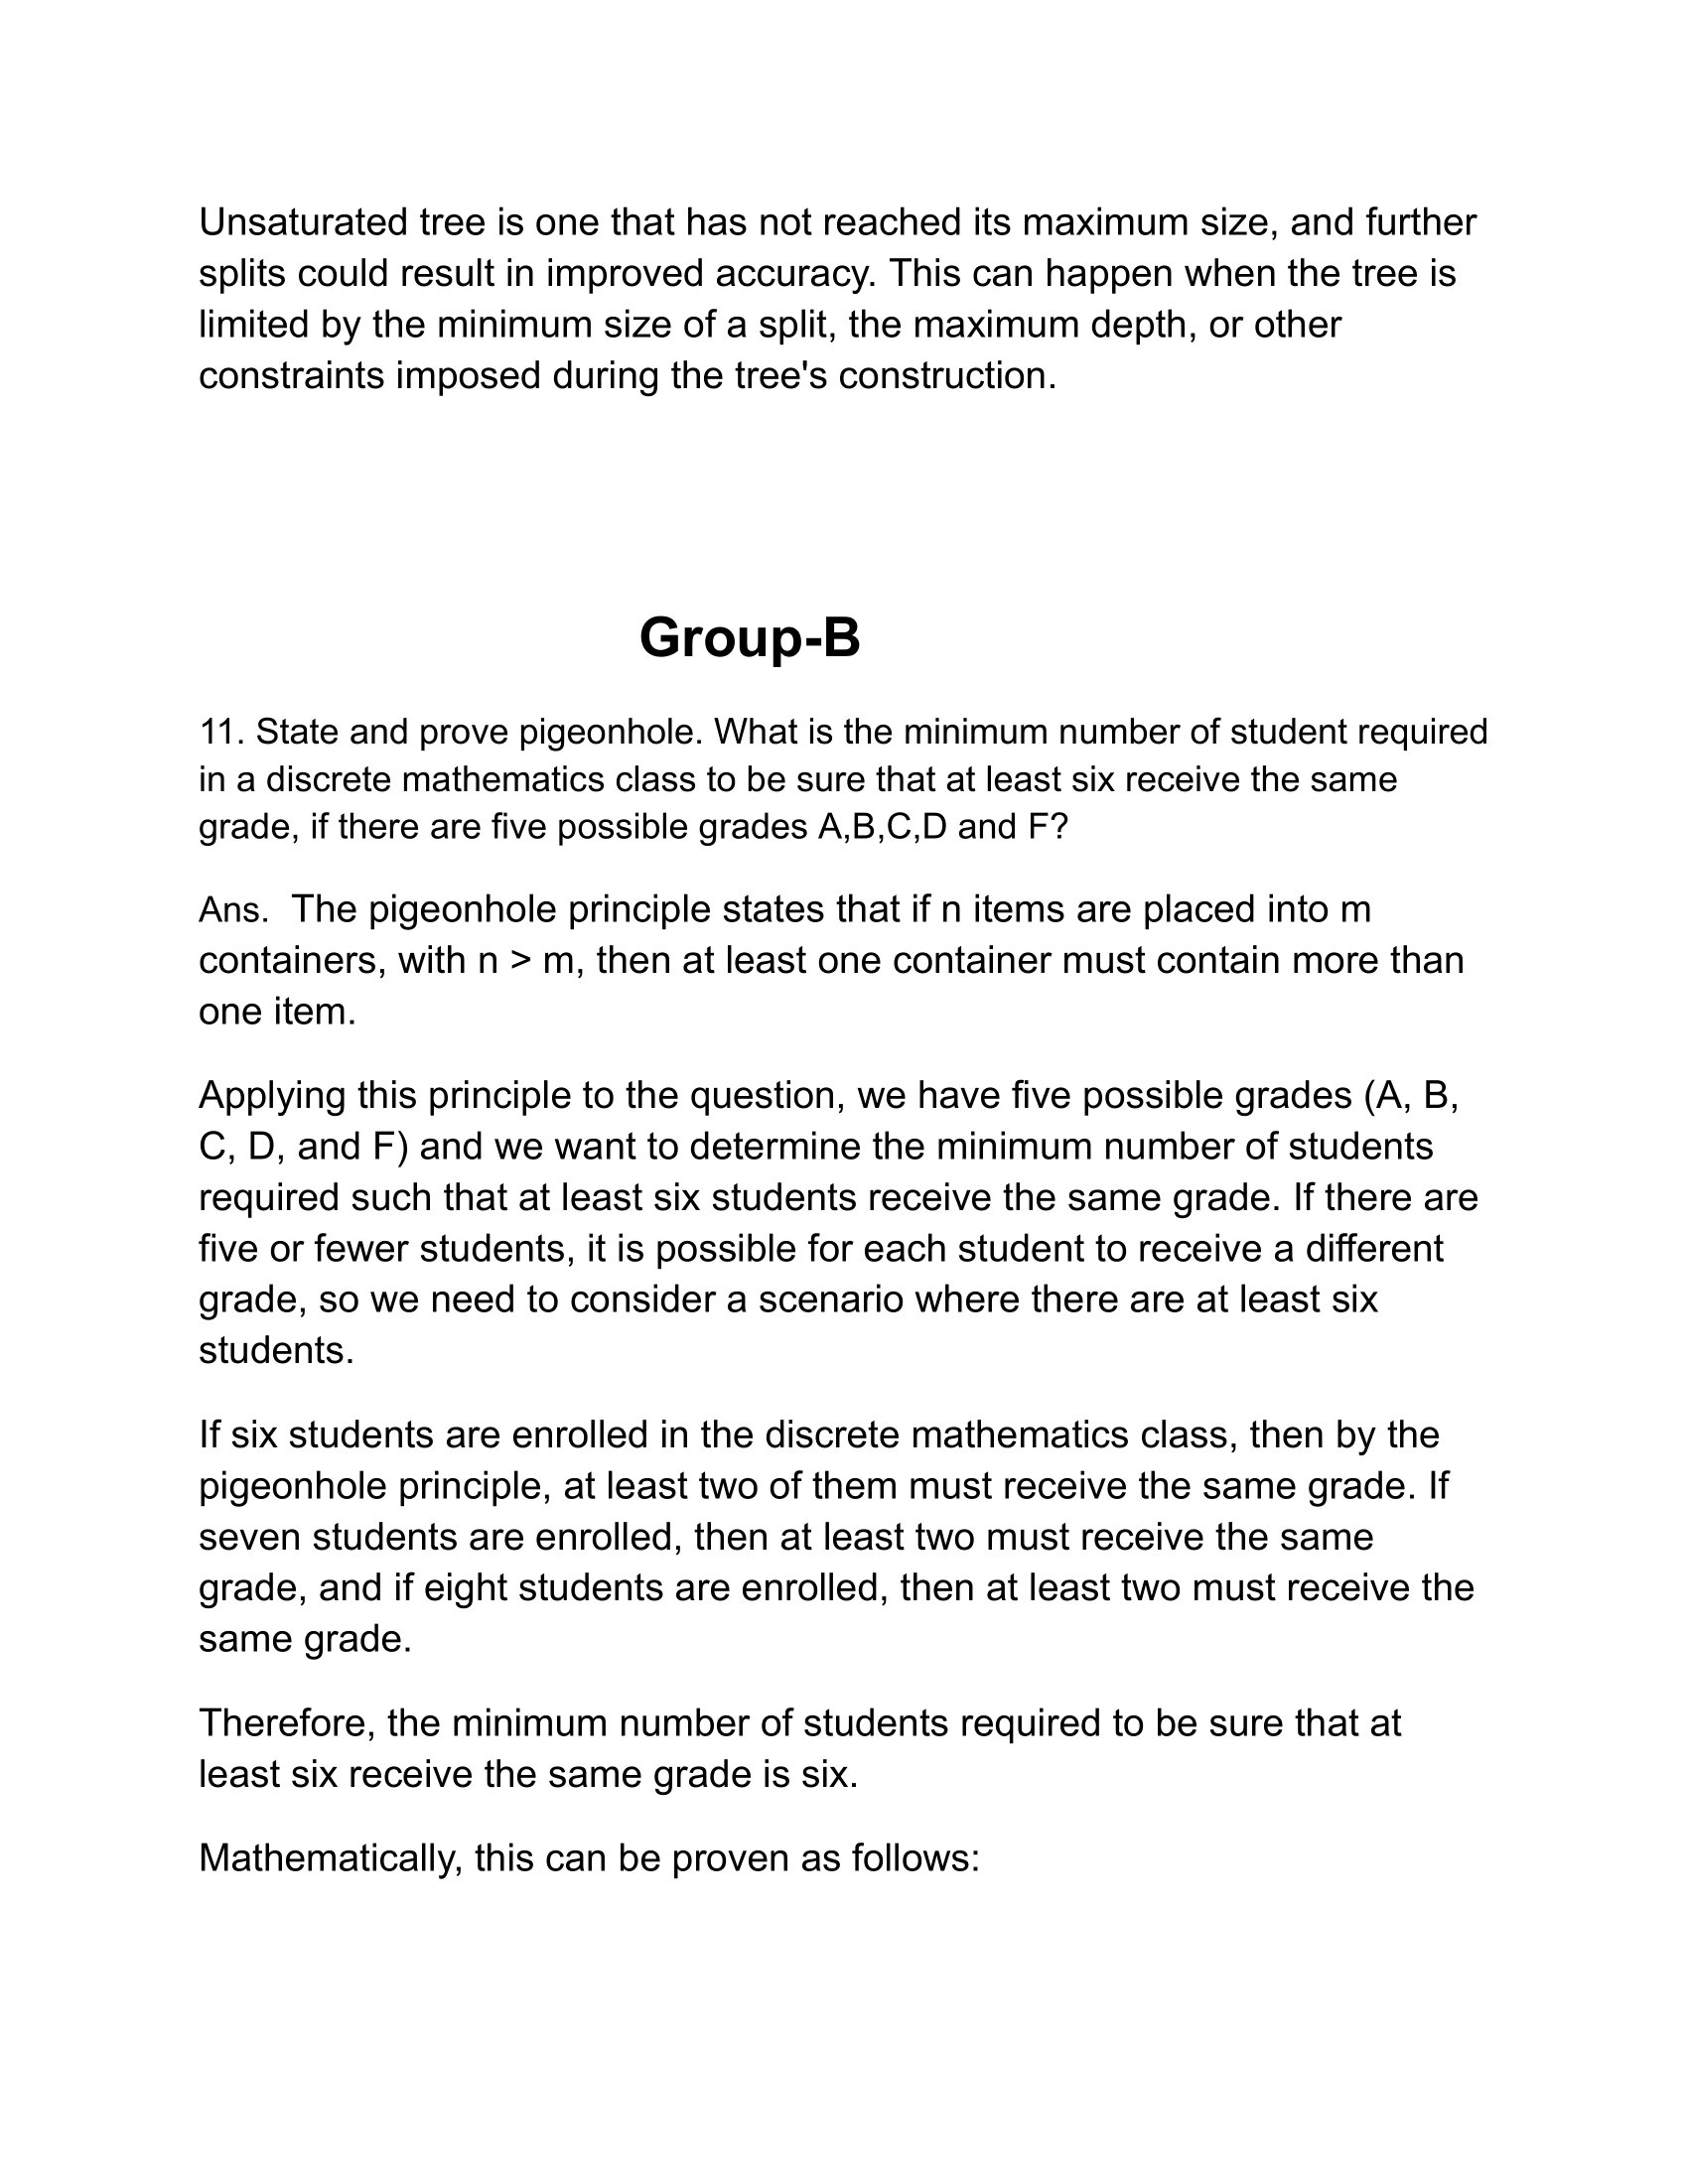 Unsaturated tree is one that has not reached its maximum size, and further
splits could result in improved accuracy. This can happen when the tree is
limited by the minimum size of a split, the maximum depth, or other
constraints imposed during the tree's construction.
Group-B
11. State and prove pigeonhole. What is the minimum number of student required
in a discrete mathematics class to be sure that at least six receive the same
grade, if there are five possible grades A,B,C,D and F?
Ans.  The pigeonhole principle states that if n items are placed into m
containers, with n > m, then at least one container must contain more than
one item.
Applying this principle to the question, we have five possible grades (A, B,
C, D, and F) and we want to determine the minimum number of students
required such that at least six students receive the same grade. If there are
five or fewer students, it is possible for each student to receive a different
grade, so we need to consider a scenario where there are at least six
students.
If six students are enrolled in the discrete mathematics class, then by the
pigeonhole principle, at least two of them must receive the same grade. If
seven students are enrolled, then at least two must receive the same
grade, and if eight students are enrolled, then at least two must receive the
same grade.
Therefore, the minimum number of students required to be sure that at
least six receive the same grade is six.
Mathematically, this can be proven as follows: